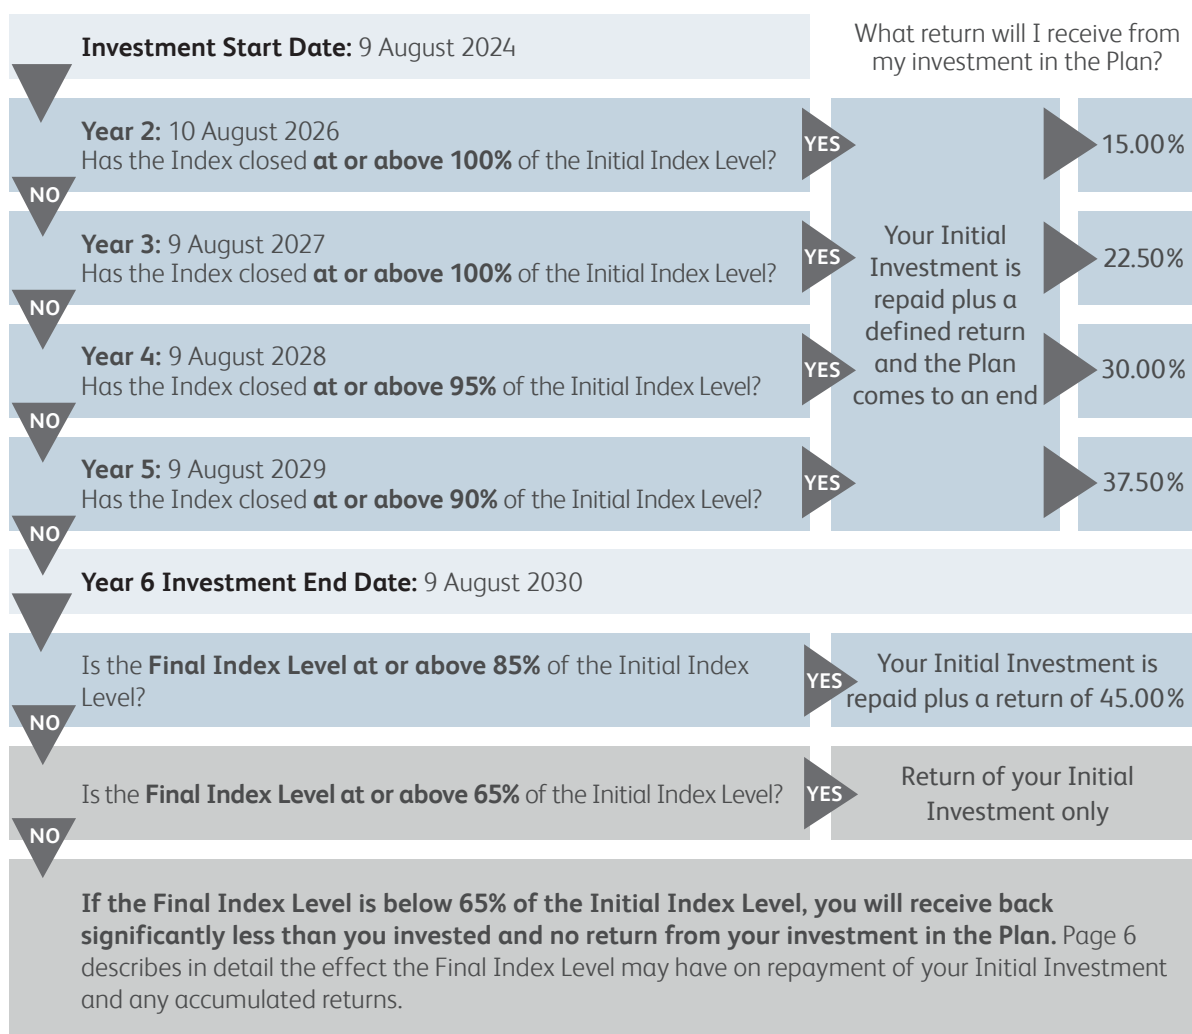 Investment Start Date: 9 August 2024
What return will I receive from
my investment in the Plan?
Year 2: 10 August 2026
Has the Index closed at or above 100% of the Initial Index Level?
YES
15.00%
NO
Year 3: 9 August 2027
Has the Index closed at or above 100% of the Initial Index Level?
YES
22.50%
NO
Your Initial
Investment is
repaid plus a
defined return
and the Plan
comes to an end
Year 4: 9 August 2028
Has the Index closed at or above 95% of the Initial Index Level?
YES
30.00%
NO
Year 5: 9 August 2029
Has the Index closed at or above 90% of the Initial Index Level?
YES
37.50%
NO
Year 6 Investment End Date: 9 August 2030
Is the Final Index Level at or above 85% of the Initial Index
Level?
YES
Your Initial Investment is
repaid plus a return of 45.00%
NO
Is the Final Index Level at or above 65% of the Initial Index Level?
YES
Return of your Initial
Investment only
NO
If the Final Index Level is below 65% of the Initial Index Level, you will receive back
significantly less than you invested and no return from your investment in the Plan. Page 6
describes in detail the effect the Final Index Level may have on repayment of your Initial Investment
and any accumulated returns.